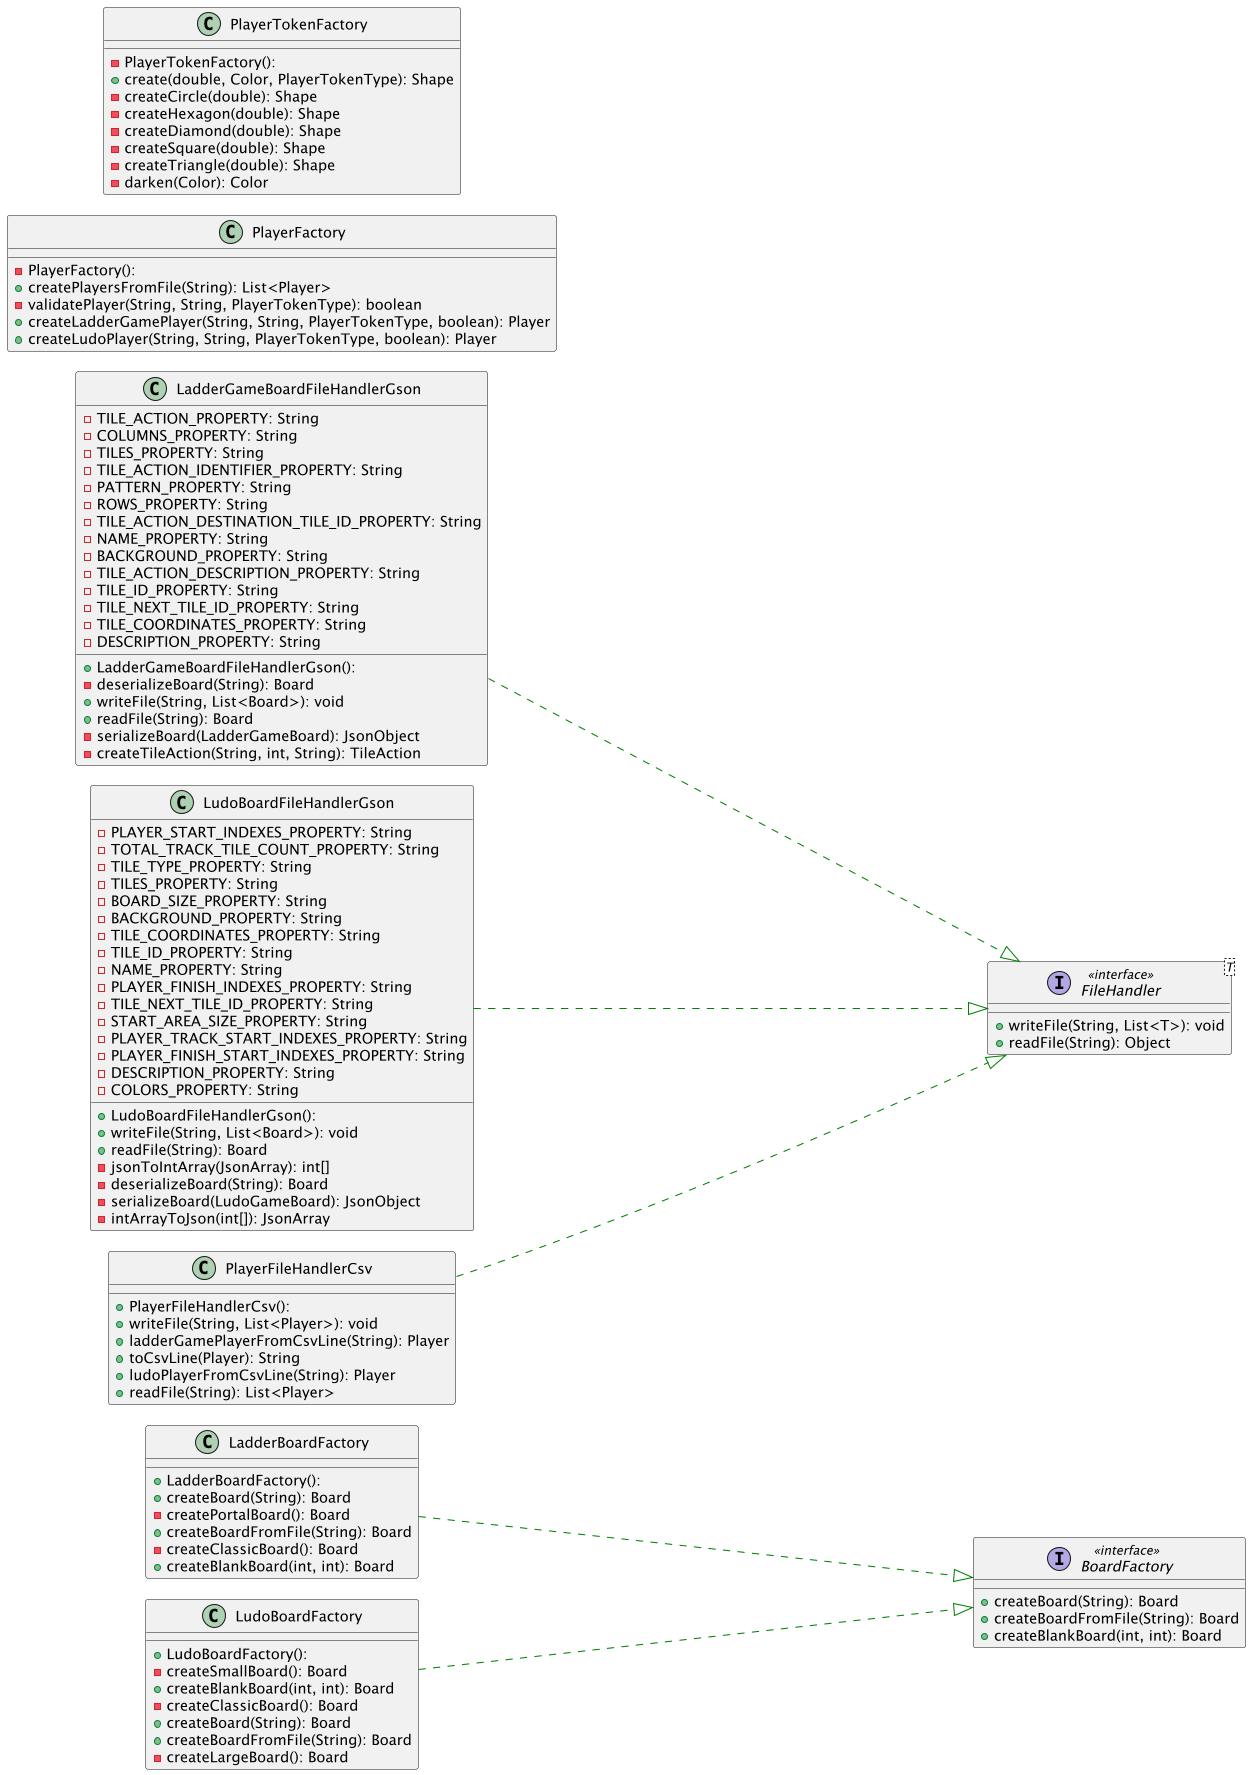 C PlayerTokenFactory
PlayerTokenFactory():
create(double, Color, PlayerTokenType): Shape
createCircle(double): Shape
createHexagon(double): Shape
createDiamond(double): Shape
createSquare(double): Shape
createTriangle(double): Shape
darken(Color): Color
C PlayerFactory
PlayerFactory():
createPlayersFromFile(String): List<Player>
validatePlayer(String, String, PlayerTokenType): boolean
createLadderGamePlayer(String, String, PlayerTokenType, boolean): Player
createLudoPlayer(String, String, PlayerTokenType, boolean): Player
C LadderGameBoardFileHandlerGson
TILE_ACTION_PROPERTY: String
COLUMNS_PROPERTY: String
TILES_PROPERTY: String
TILE_ACTION_IDENTIFIER_PROPERTY: String
PATTERN_PROPERTY: String
ROWS_PROPERTY: String
TILE_ACTION_DESTINATION_TILE_ID_PROPERTY: String
NAME_PROPERTY: String
BACKGROUND_PROPERTY: String
TILE_ACTION_DESCRIPTION_PROPERTY: String
TILE_ID_PROPERTY: String
TILE_NEXT_TILE_ID_PROPERTY: String
TILE_COORDINATES_PROPERTY: String
DESCRIPTION_PROPERTY: String
LadderGameBoardFileHandlerGson():
deserializeBoard(String): Board
writeFile(String, List<Board>): void
readFile(String): Board
serializeBoard(LadderGameBoard): JsonObject
createTileAction(String, int, String): TileAction
C LudoBoardFileHandlerGson
PLAYER_START_INDEXES_PROPERTY: String
TOTAL_TRACK_TILE_COUNT_PROPERTY: String
TILE_TYPE_PROPERTY: String
TILES_PROPERTY: String
BOARD_SIZE_PROPERTY: String
BACKGROUND_PROPERTY: String
TILE_COORDINATES_PROPERTY: String
TILE_ID_PROPERTY: String
NAME_PROPERTY: String
PLAYER_FINISH_INDEXES_PROPERTY: String
TILE_NEXT_TILE_ID_PROPERTY: String
START_AREA_SIZE_PROPERTY: String
PLAYER_TRACK_START_INDEXES_PROPERTY: String
PLAYER_FINISH_START_INDEXES_PROPERTY: String
DESCRIPTION_PROPERTY: String
COLORS_PROPERTY: String
LudoBoardFileHandlerGson():
writeFile(String, List<Board>): void
readFile(String): Board
jsonToIntArray(JsonArray): int[]
deserializeBoard(String): Board
serializeBoard(LudoGameBoard): JsonObject
intArrayToJson(int[]): JsonArray
T
«interface»
I FileHandler
writeFile(String, List<T>): void
readFile(String): Object
C PlayerFileHandlerCsv
PlayerFileHandlerCsv():
writeFile(String, List<Player>): void
ladderGamePlayerFromCsvLine(String): Player
toCsvLine(Player): String
ludoPlayerFromCsvLine(String): Player
readFile(String): List<Player>
C LadderBoardFactory
LadderBoardFactory():
createBoard(String): Board
createPortalBoard(): Board
createBoardFromFile(String): Board
createClassicBoard(): Board
createBlankBoard(int, int): Board
«interface»
I BoardFactory
createBoard(String): Board
createBoardFromFile(String): Board
createBlankBoard(int, int): Board
C LudoBoardFactory
LudoBoardFactory():
createSmallBoard(): Board
createBlankBoard(int, int): Board
createClassicBoard(): Board
createBoard(String): Board
createBoardFromFile(String): Board
createLargeBoard(): Board